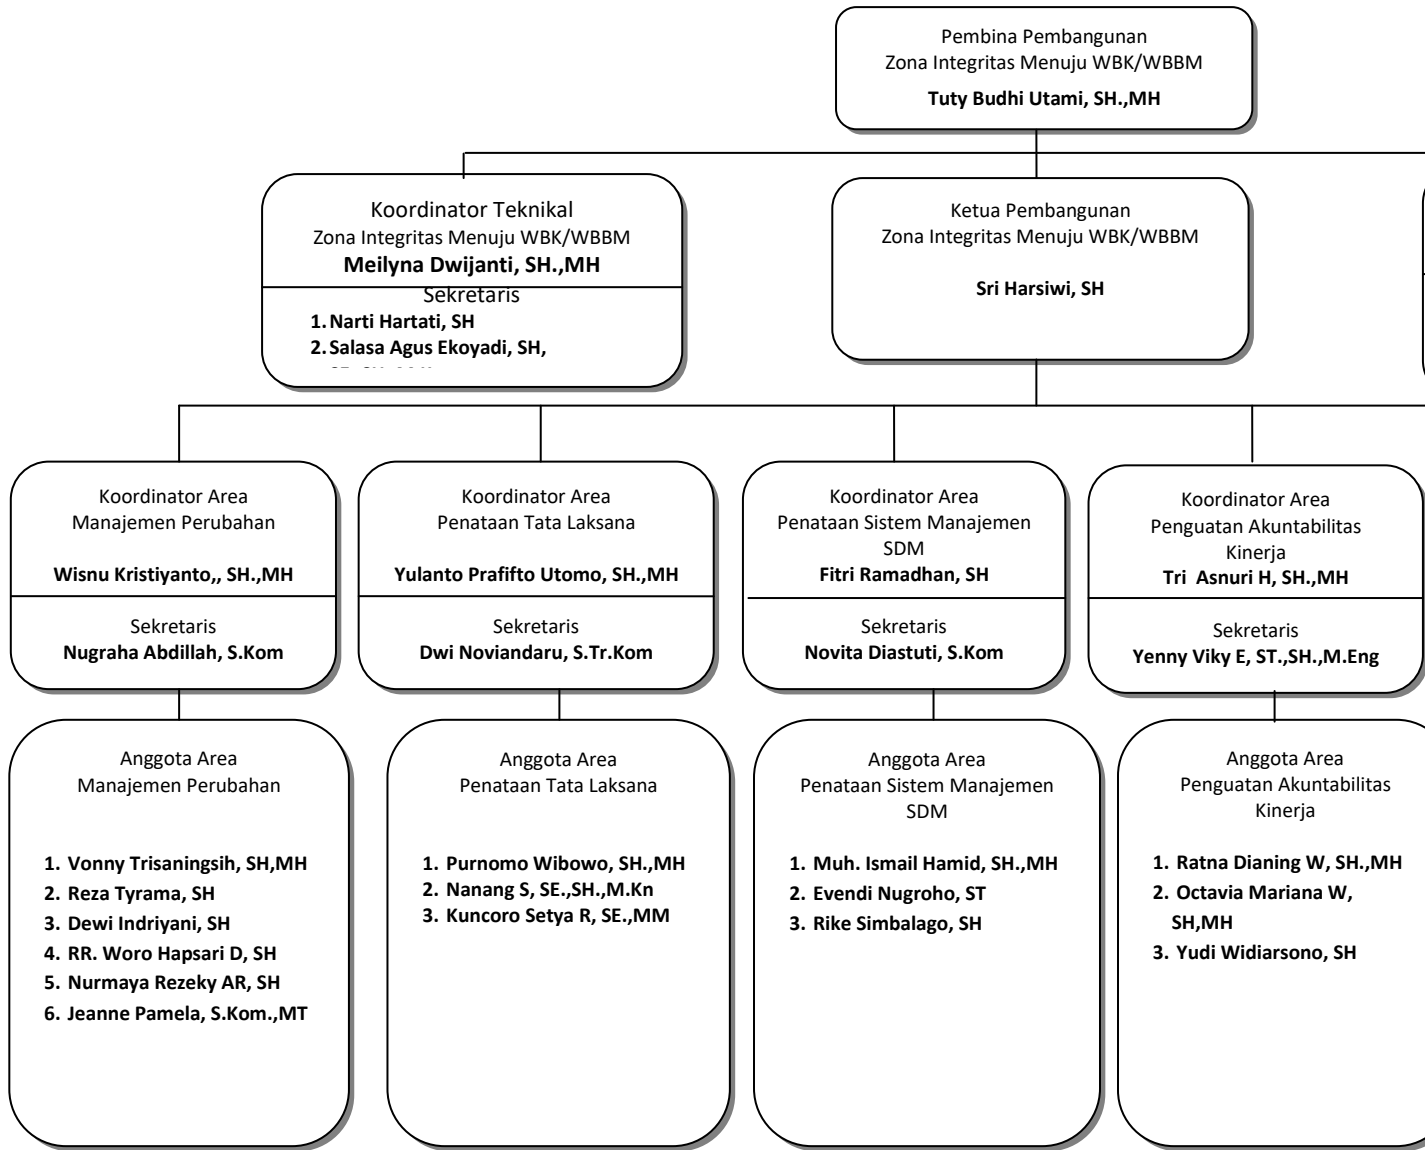 Pembina Pembangunan
Zona Integritas Menuju WBK/WBBM
Tuty Budhi Utami, SH.,MH
Koordinator Teknikal
Zona Integritas Menuju WBK/WBBM
Meilyna Dwijanti, SH.,MH
Sekretaris
1. Narti Hartati, SH
2. Salasa Agus Ekoyadi, SH,
Ketua Pembangunan
Zona Integritas Menuju WBK/WBBM
Sri Harsiwi, SH
Koordinator Area
Manajemen Perubahan
Wisnu Kristiyanto,, SH.,MH
Sekretaris
Nugraha Abdillah, S.Kom
Koordinator Area
Penataan Tata Laksana
Yulanto Prafifto Utomo, SH.,MH
Sekretaris
Dwi Noviandaru, S.Tr.Kom
Koordinator Area
Penataan Sistem Manajemen
SDM
Fitri Ramadhan, SH
Sekretaris
Novita Diastuti, S.Kom
Koordinator Area
Penguatan Akuntabilitas
Kinerja
Tri  Asnuri H, SH.,MH
Sekretaris
Yenny Viky E, ST.,SH.,M.Eng
Anggota Area
Manajemen Perubahan
1. Vonny Trisaningsih, SH,MH
2. Reza Tyrama, SH
3. Dewi Indriyani, SH
4. RR. Woro Hapsari D, SH
5. Nurmaya Rezeky AR, SH
6. Jeanne Pamela, S.Kom.,MT
Anggota Area
Penataan Tata Laksana
1. Purnomo Wibowo, SH.,MH
2. Nanang S, SE.,SH.,M.Kn
3. Kuncoro Setya R, SE.,MM
Anggota Area
Penataan Sistem Manajemen
SDM
1. Muh. Ismail Hamid, SH.,MH
2. Evendi Nugroho, ST
3. Rike Simbalago, SH
Anggota Area
Penguatan Akuntabilitas
Kinerja
1. Ratna Dianing W, SH.,MH
2. Octavia Mariana W,
SH,MH
3. Yudi Widiarsono, SH